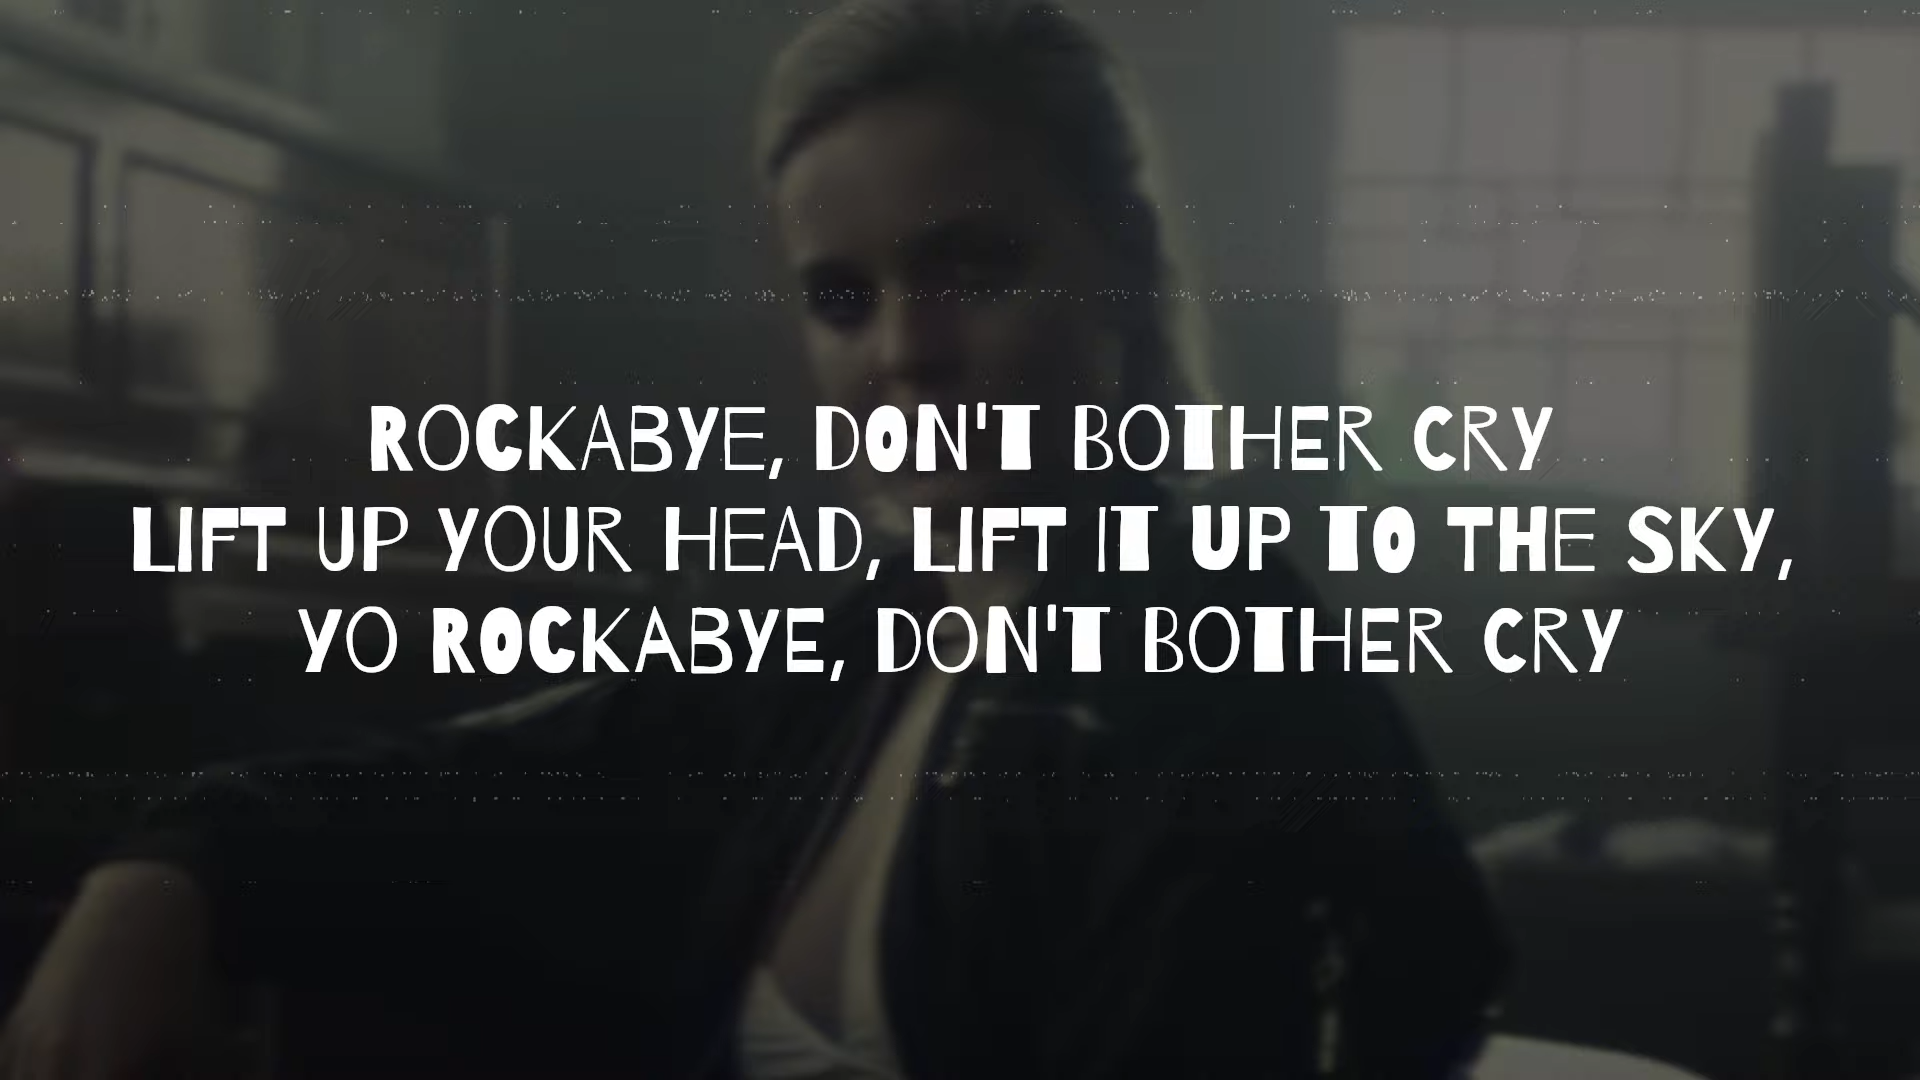 ROCKABYE, DON'T BOTHER CRY
LIFT UP YOUR HEAD, LIFT IT UP TO THE SKY,
YO ROCKABYE, DON'T BOTHER CRY